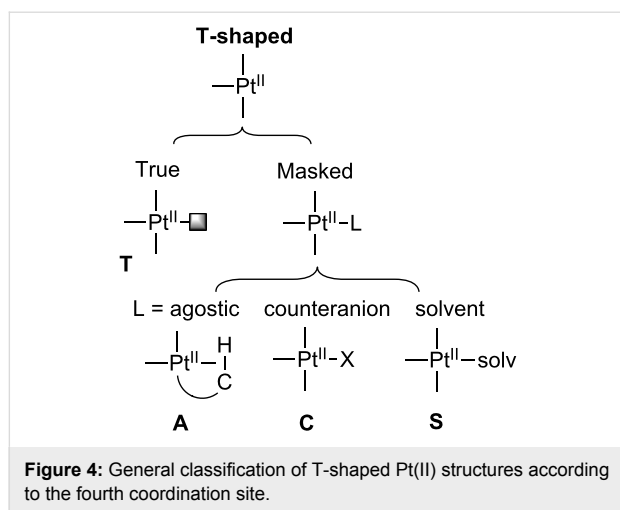 T-shaped
Pt^II
True Masked
Pt^II Pt^II-L
T
L = agostic counteranion solvent
H
Pt^II Pt^II-X Pt^II-solv
C
A C S
Figure 4: General classification of T-shaped Pt(II) structures according
to the fourth coordination site.